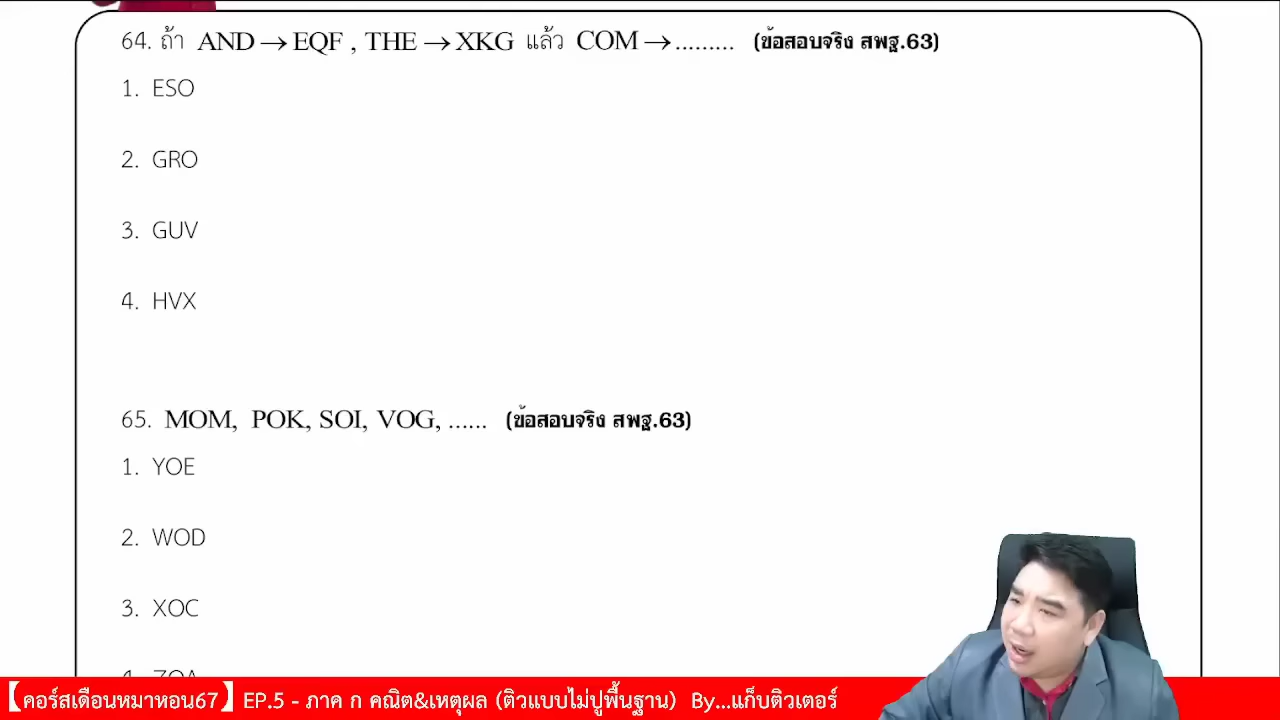 64. ถ้า AND → EQF , THE → XKG แล้ว COM → ......... (ข้อสอบจริง สพฐ.63)
1. ESO
2. GRO
3. GUV
4. HVX
65. MOM, POK, SOI, VOG, ...... (ข้อสอบจริง สพฐ.63)
1. YOE
2. WOD
3. XOC
4. ZOA
【คอร์สเดือนหมาหอน67】 EP.5 - ภาค ก คณิต&เหตุผล (ติวแบบไม่ปูพื้นฐาน) By...แก็บติวเตอร์